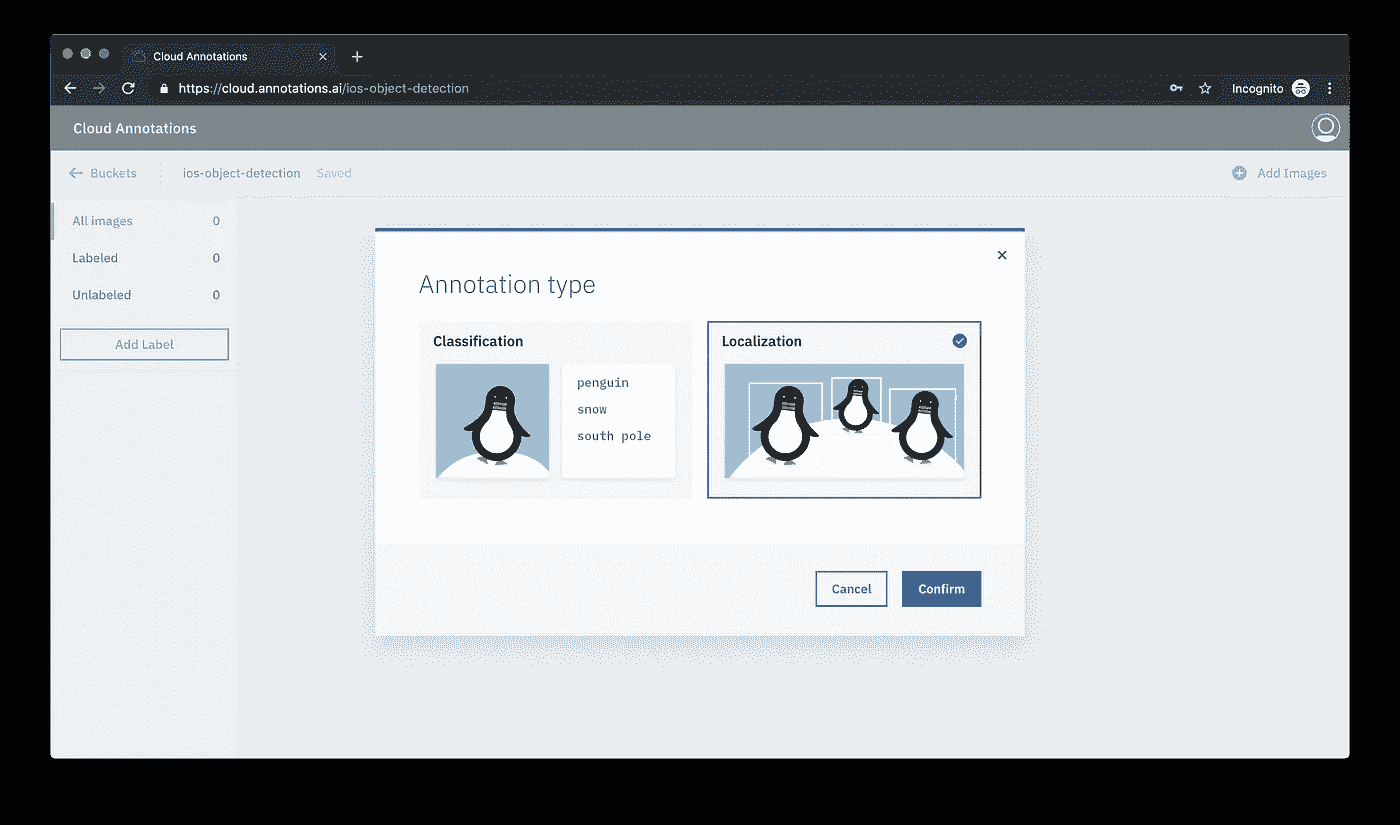 Cloud Annotations
https://cloud.annotations.ai/ios-object-detection
Incognito
Cloud Annotations
Buckets
ios-object-detection
Saved
Add Images
All images 0
Labeled 0
Unlabeled 0
Add Label
Annotation type
Classification
penguin
snow
south pole
Localization
Cancel
Confirm